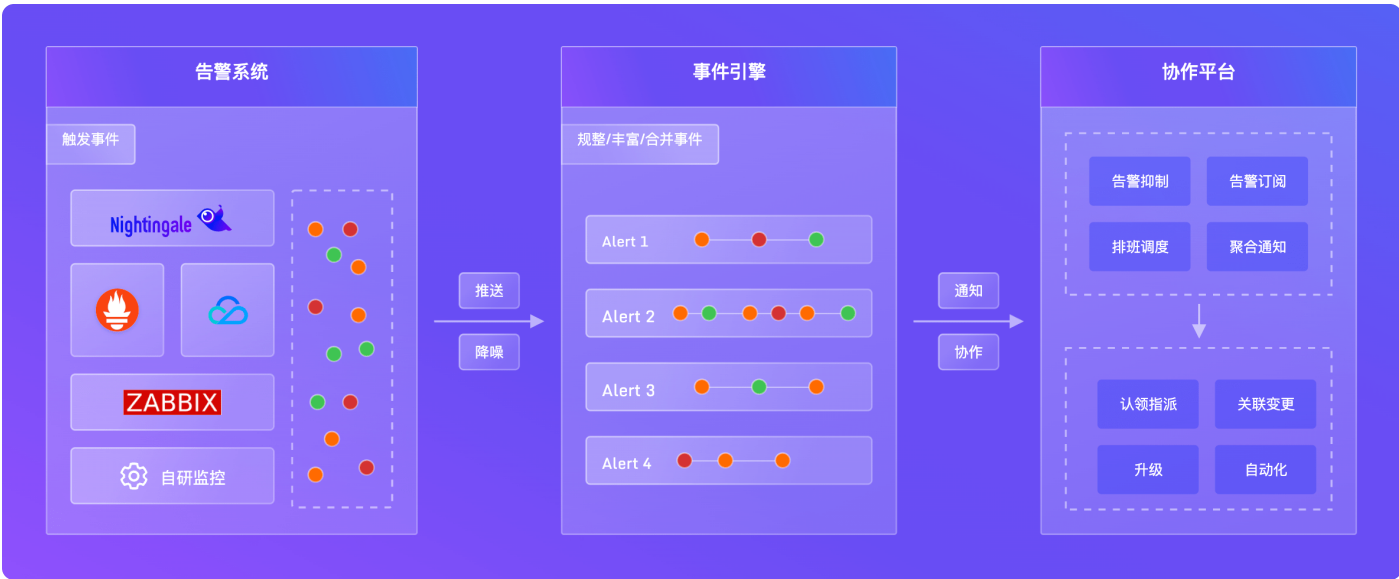 告警系统
触发事件
Nightingale
ZABBIX
自研监控
推送
降噪
事件引擎
规整/丰富/合并事件
Alert 1
Alert 2
Alert 3
Alert 4
通知
协作
协作平台
告警抑制 告警订阅
排班调度 聚合通知
认领指派 关联变更
升级 自动化